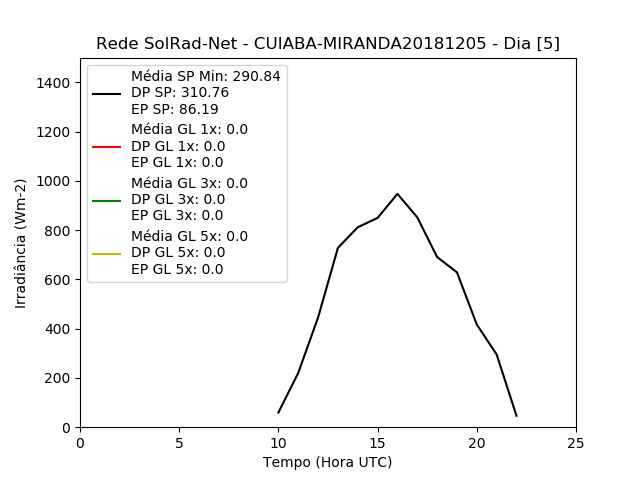 Rede SolRad-Net - CUIABA-MIRANDA20181205 - Dia [5]
Média SP Min: 290.84
DP SP: 310.76
EP SP: 86.19
Média GL 1x: 0.0
DP GL 1x: 0.0
EP GL 1x: 0.0
Média GL 3x: 0.0
DP GL 3x: 0.0
EP GL 3x: 0.0
Média GL 5x: 0.0
DP GL 5x: 0.0
EP GL 5x: 0.0
Irradiância (Wm-2)
1400
1200
1000
800
600
400
200
0
0 5 10 15 20 25
Tempo (Hora UTC)